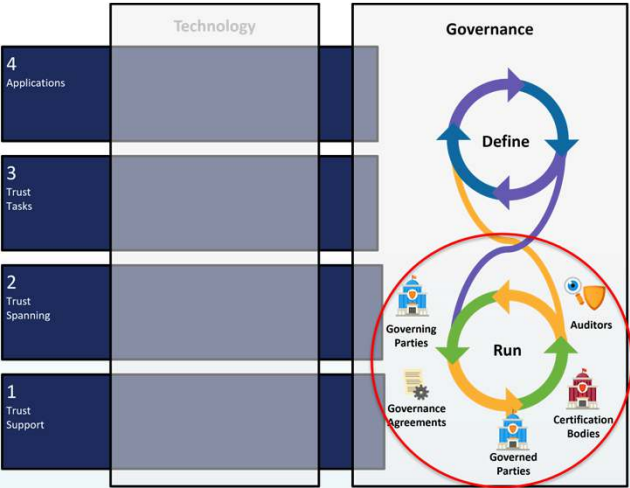 Technology
Governance
4
Applications
3
Trust
Tasks
2
Trust
Spanning
1
Trust
Support
Define
Run
Governing
Parties
Auditors
Governance
Agreements
Certification
Bodies
Governed
Parties